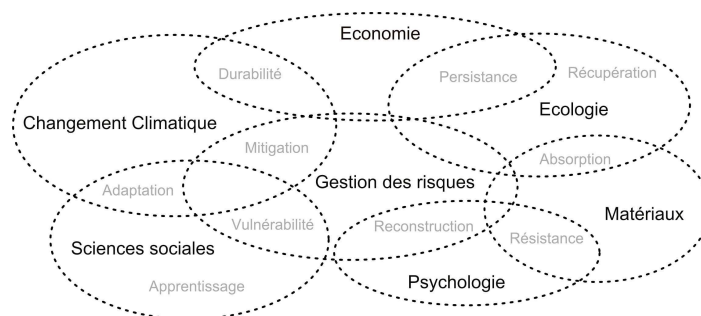 Economie
Durabilité
Persistance
Récupération
Ecologie
Changement Climatique
Mitigation
Absorption
Gestion des risques
Adaptation
Matériaux
Vulnérabilité
Reconstruction
Résistance
Sciences sociales
Psychologie
Apprentissage